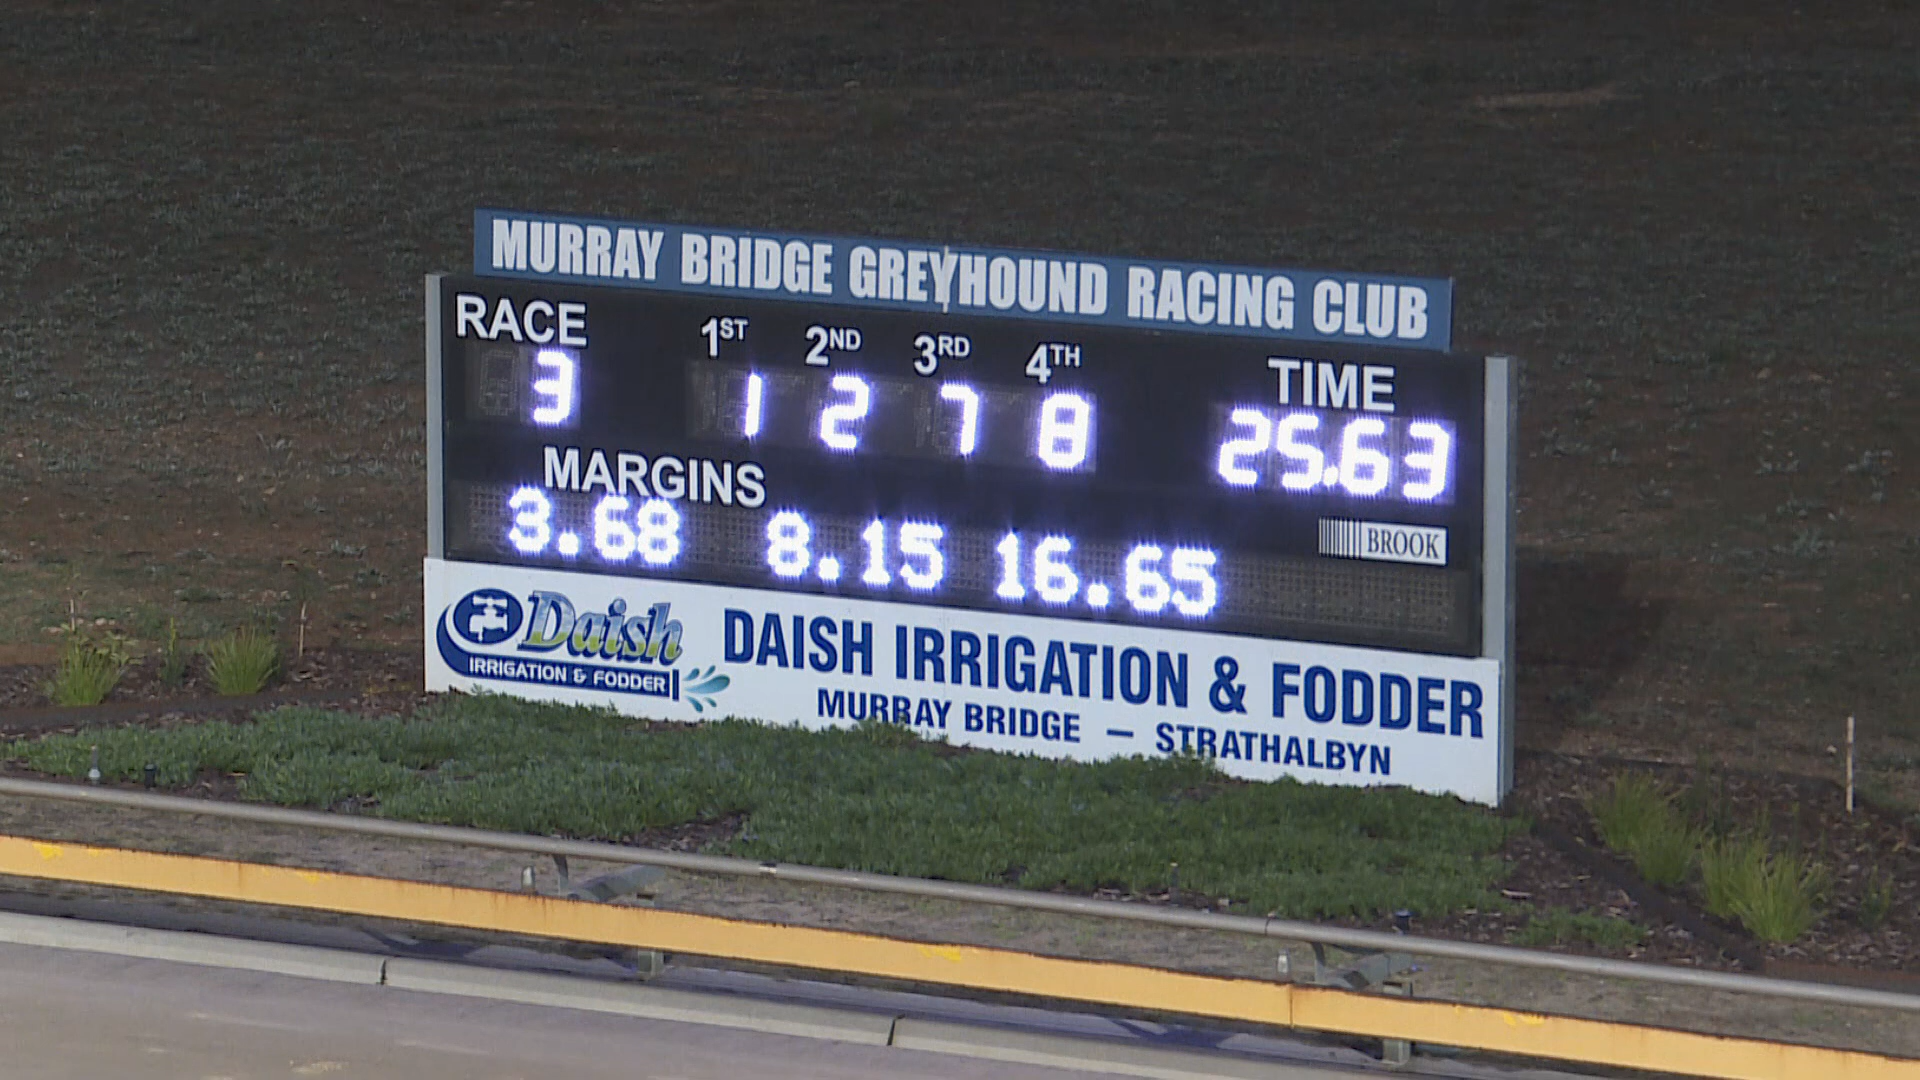 MURRAY BRIDGE GREYHOUND RACING CLUB
RACE 1ST 2ND 3RD 4TH TIME
3 1 2 7 8 25.63
MARGINS
3.68 8.15 16.65
BROOK
Daish
IRRIGATION & FODDER
DAISH IRRIGATION & FODDER
MURRAY BRIDGE — STRATHALBYN